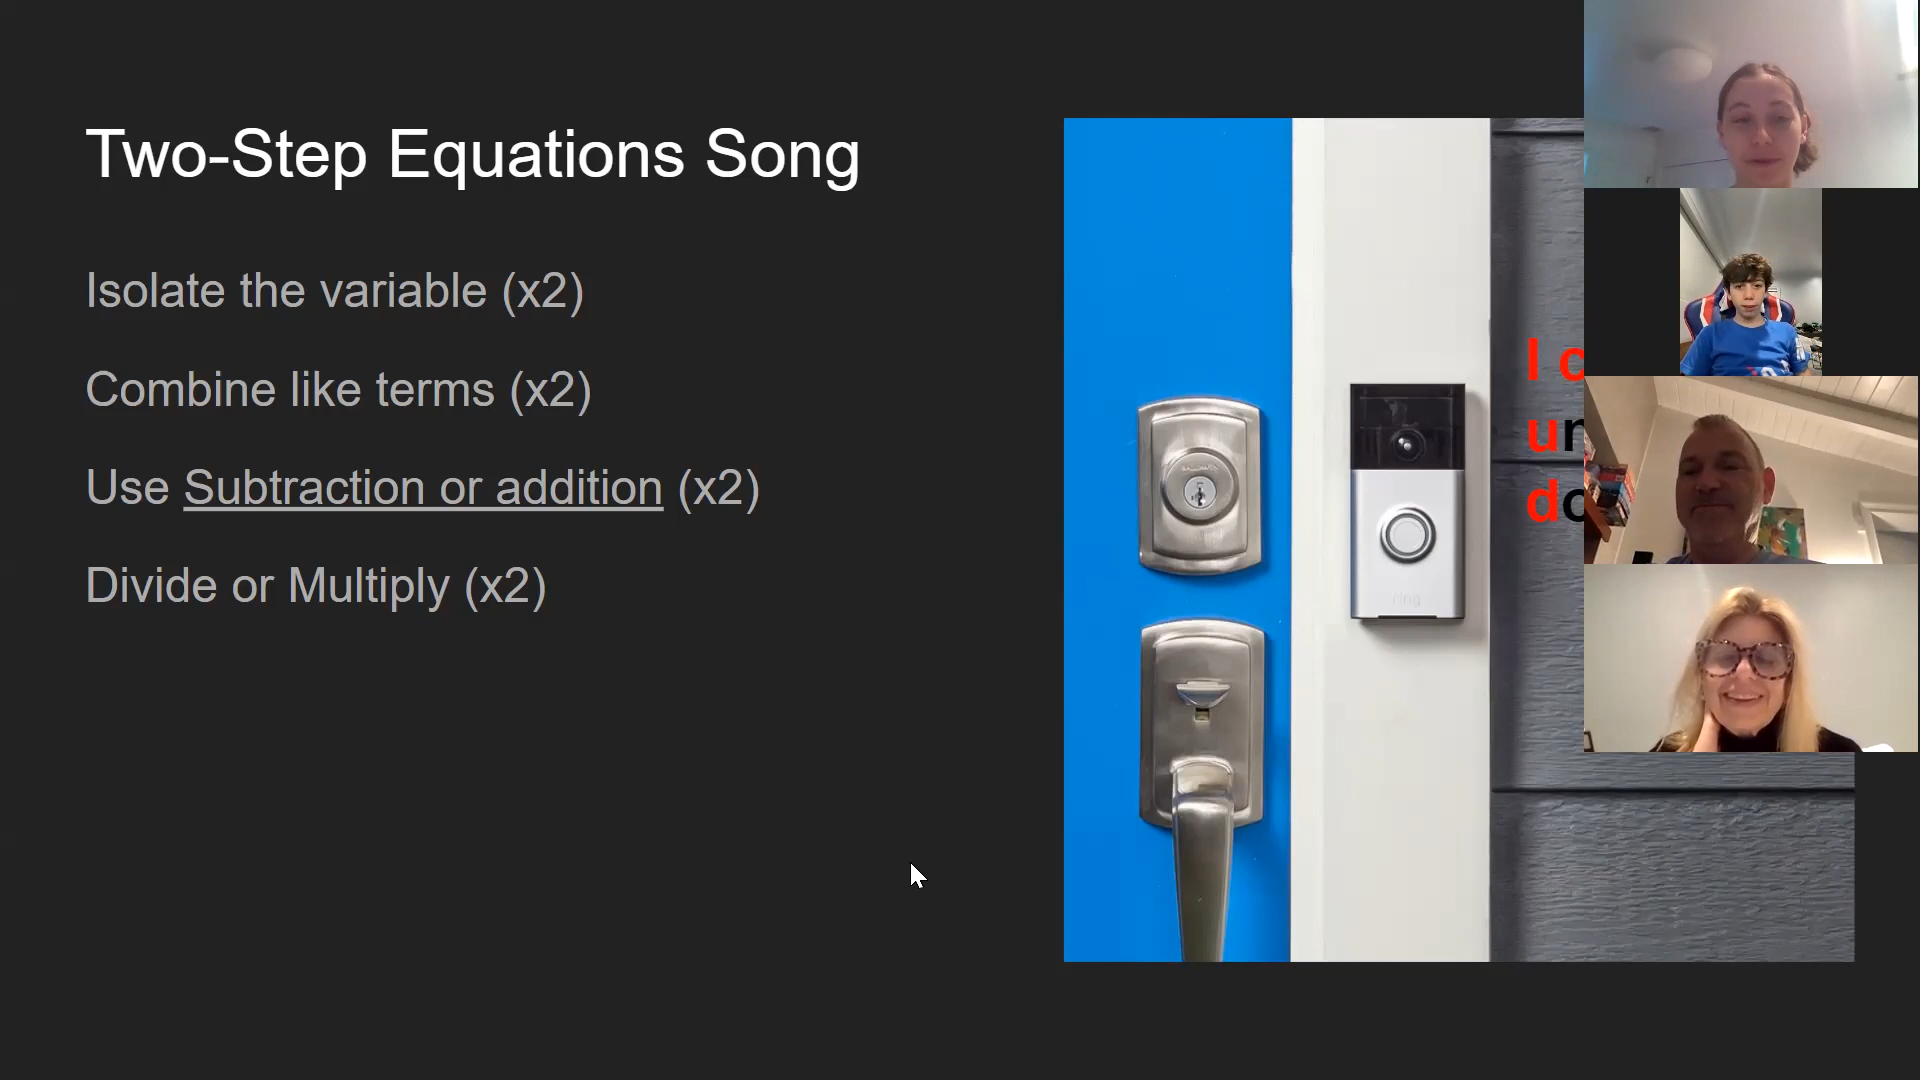 Two-Step Equations Song
Isolate the variable (x2)
Combine like terms (x2)
Use Subtraction or addition (x2)
Divide or Multiply (x2)
ring